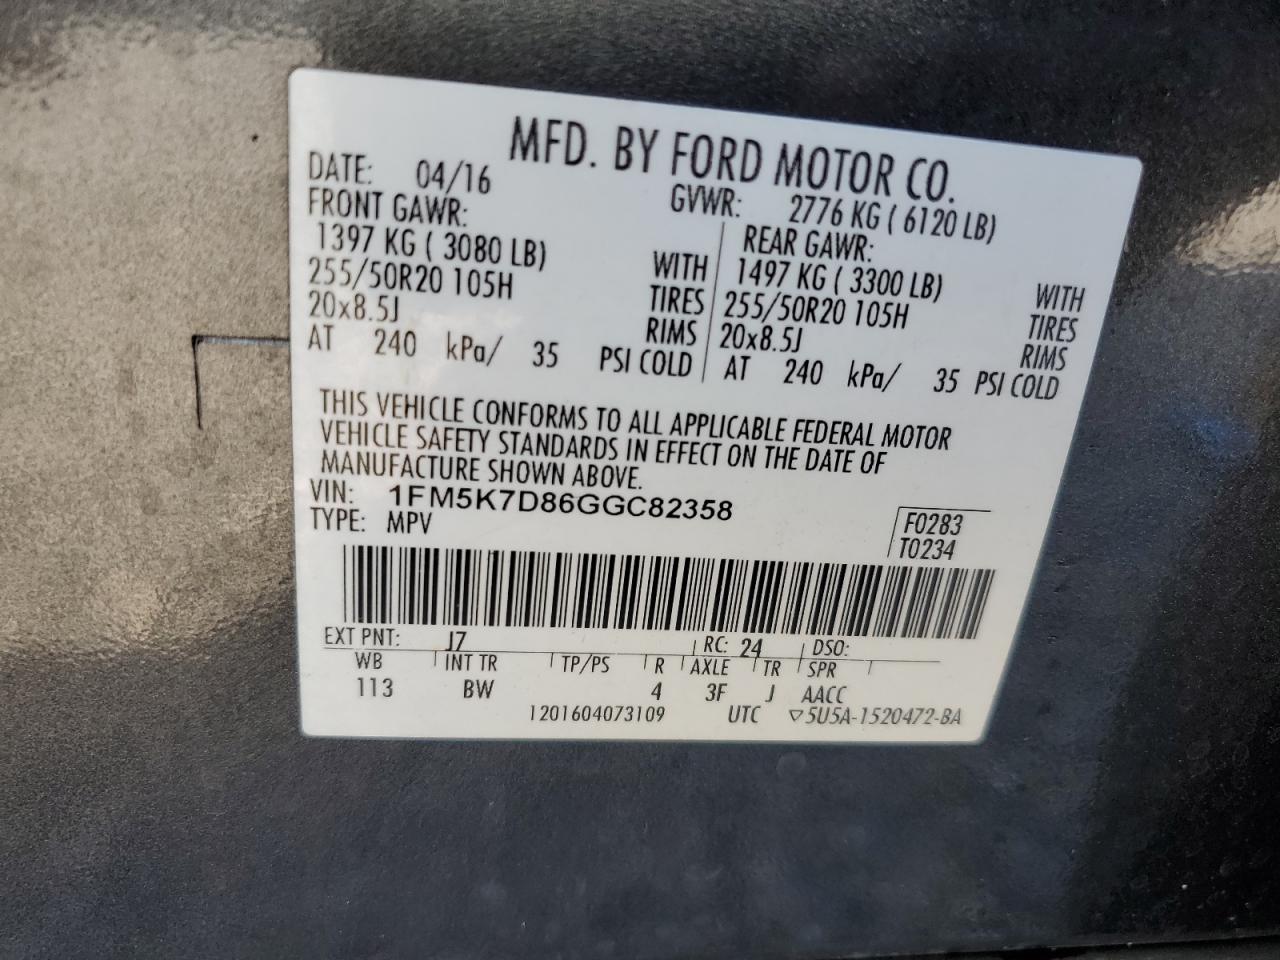 MFD. BY FORD MOTOR CO.
DATE: 04/16 GVWR: 2776 KG ( 6120 LB)
FRONT GAWR: REAR GAWR:
1397 KG ( 3080 LB) WITH 1497 KG ( 3300 LB) WITH
255/50R20 105H TIRES 255/50R20 105H TIRES
20x8.5J RIMS 20x8.5J RIMS
AT 240 kPa/ 35 PSI COLD AT 240 kPa/ 35 PSI COLD
THIS VEHICLE CONFORMS TO ALL APPLICABLE FEDERAL MOTOR
VEHICLE SAFETY STANDARDS IN EFFECT ON THE DATE OF
MANUFACTURE SHOWN ABOVE.
VIN: 1FM5K7D86GGC82358
TYPE: MPV
F0283
T0234
EXT PNT: J7 RC: 24 DSO:
WB INT TR TP/PS R AXLE TR SPR
113 BW 4 3F J AACC
1201604073109 UTC ▽5U5A-1520472-BA